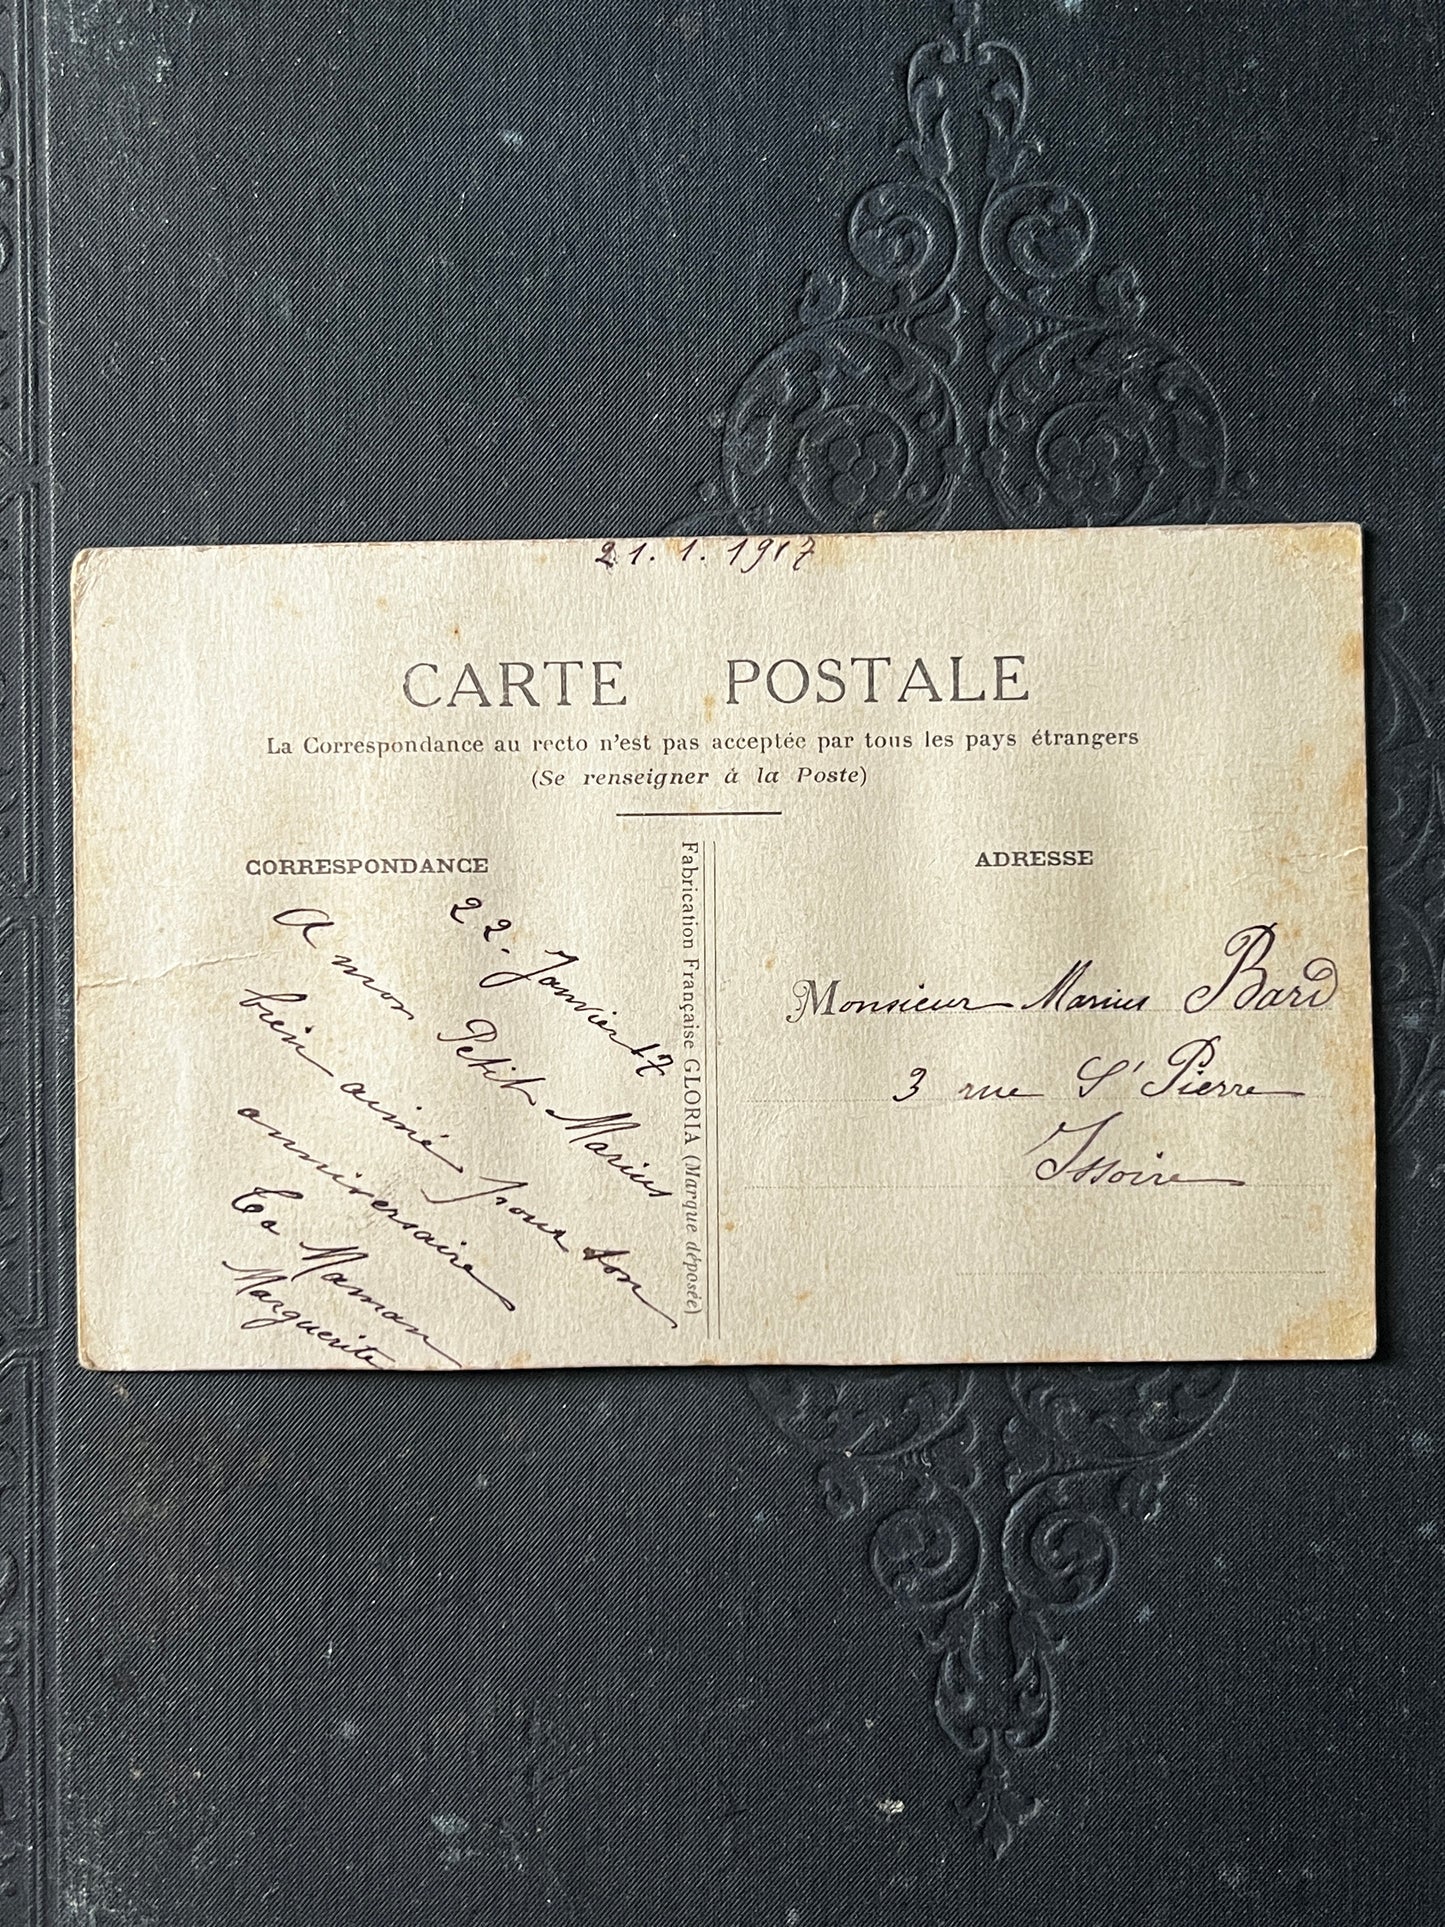 21. 1. 1917
CARTE POSTALE
La Correspondance au recto n'est pas acceptée par tous les pays étrangers
(Se renseigner à la Poste)
CORRESPONDANCE
22. Janvier 17
A mon Petit Marius
bien aimé pour ton
anniversaire
Ta Maman
Marguerite
Fabrication Française GLORIA (Marque déposée)
ADRESSE
Monsieur Marius Bard
3 rue St Pierre
Issoire